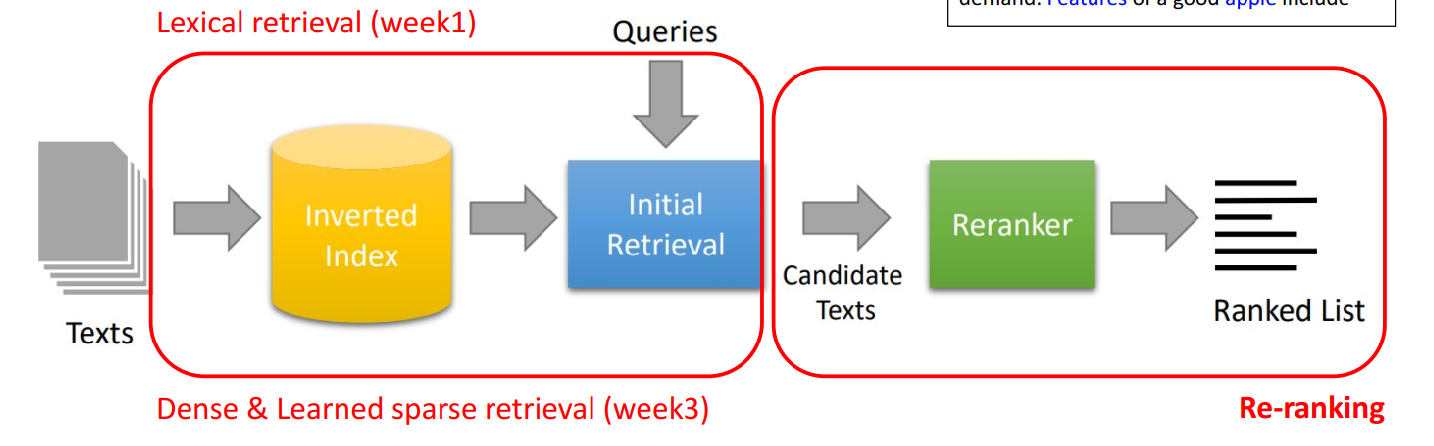 demand. Features of a good apple include
Lexical retrieval (week1)
Queries
Inverted
Index
Initial
Retrieval
Reranker
Candidate
Texts
Texts
Ranked List
Dense & Learned sparse retrieval (week3)
Re-ranking